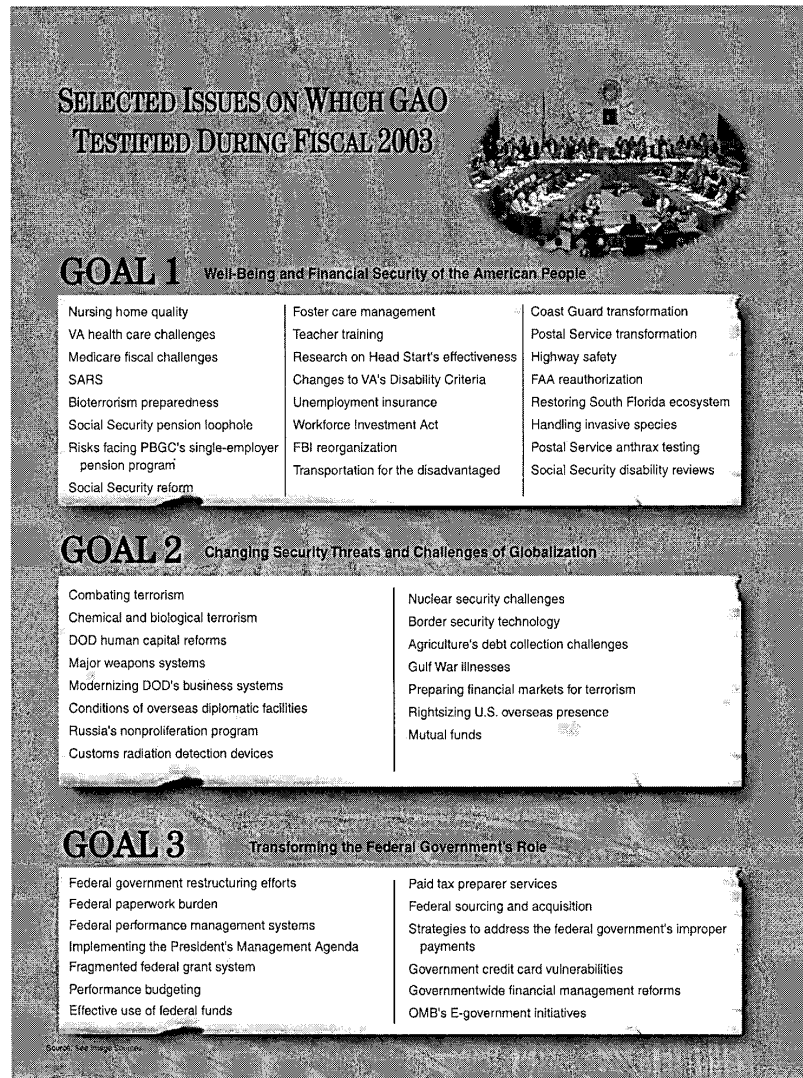 SELECTED ISSUES ON WHICH GAO
TESTIFIED DURING FISCAL 2003
GOAL 1 Well-Being and Financial Security of the American People
Nursing home quality
VA health care challenges
Medicare fiscal challenges
SARS
Bioterrorism preparedness
Social Security pension loophole
Risks facing PBGC's single-employer
pension program
Social Security reform
Foster care management
Teacher training
Research on Head Start's effectiveness
Changes to VA's Disability Criteria
Unemployment insurance
Workforce Investment Act
FBI reorganization
Transportation for the disadvantaged
Coast Guard transformation
Postal Service transformation
Highway safety
FAA reauthorization
Restoring South Florida ecosystem
Handling invasive species
Postal Service anthrax testing
Social Security disability reviews
GOAL 2 Changing Security Threats and Challenges of Globalization
Combating terrorism
Chemical and biological terrorism
DOD human capital reforms
Major weapons systems
Modernizing DOD's business systems
Conditions of overseas diplomatic facilities
Russia's nonproliferation program
Customs radiation detection devices
Nuclear security challenges
Border security technology
Agriculture's debt collection challenges
Gulf War illnesses
Preparing financial markets for terrorism
Rightsizing U.S. overseas presence
Mutual funds
GOAL 3 Transforming the Federal Government's Role
Federal government restructuring efforts
Federal paperwork burden
Federal performance management systems
Implementing the President's Management Agenda
Fragmented federal grant system
Performance budgeting
Effective use of federal funds
Paid tax preparer services
Federal sourcing and acquisition
Strategies to address the federal government's improper
payments
Government credit card vulnerabilities
Governmentwide financial management reforms
OMB's E-government initiatives
Source: See Image Sources.